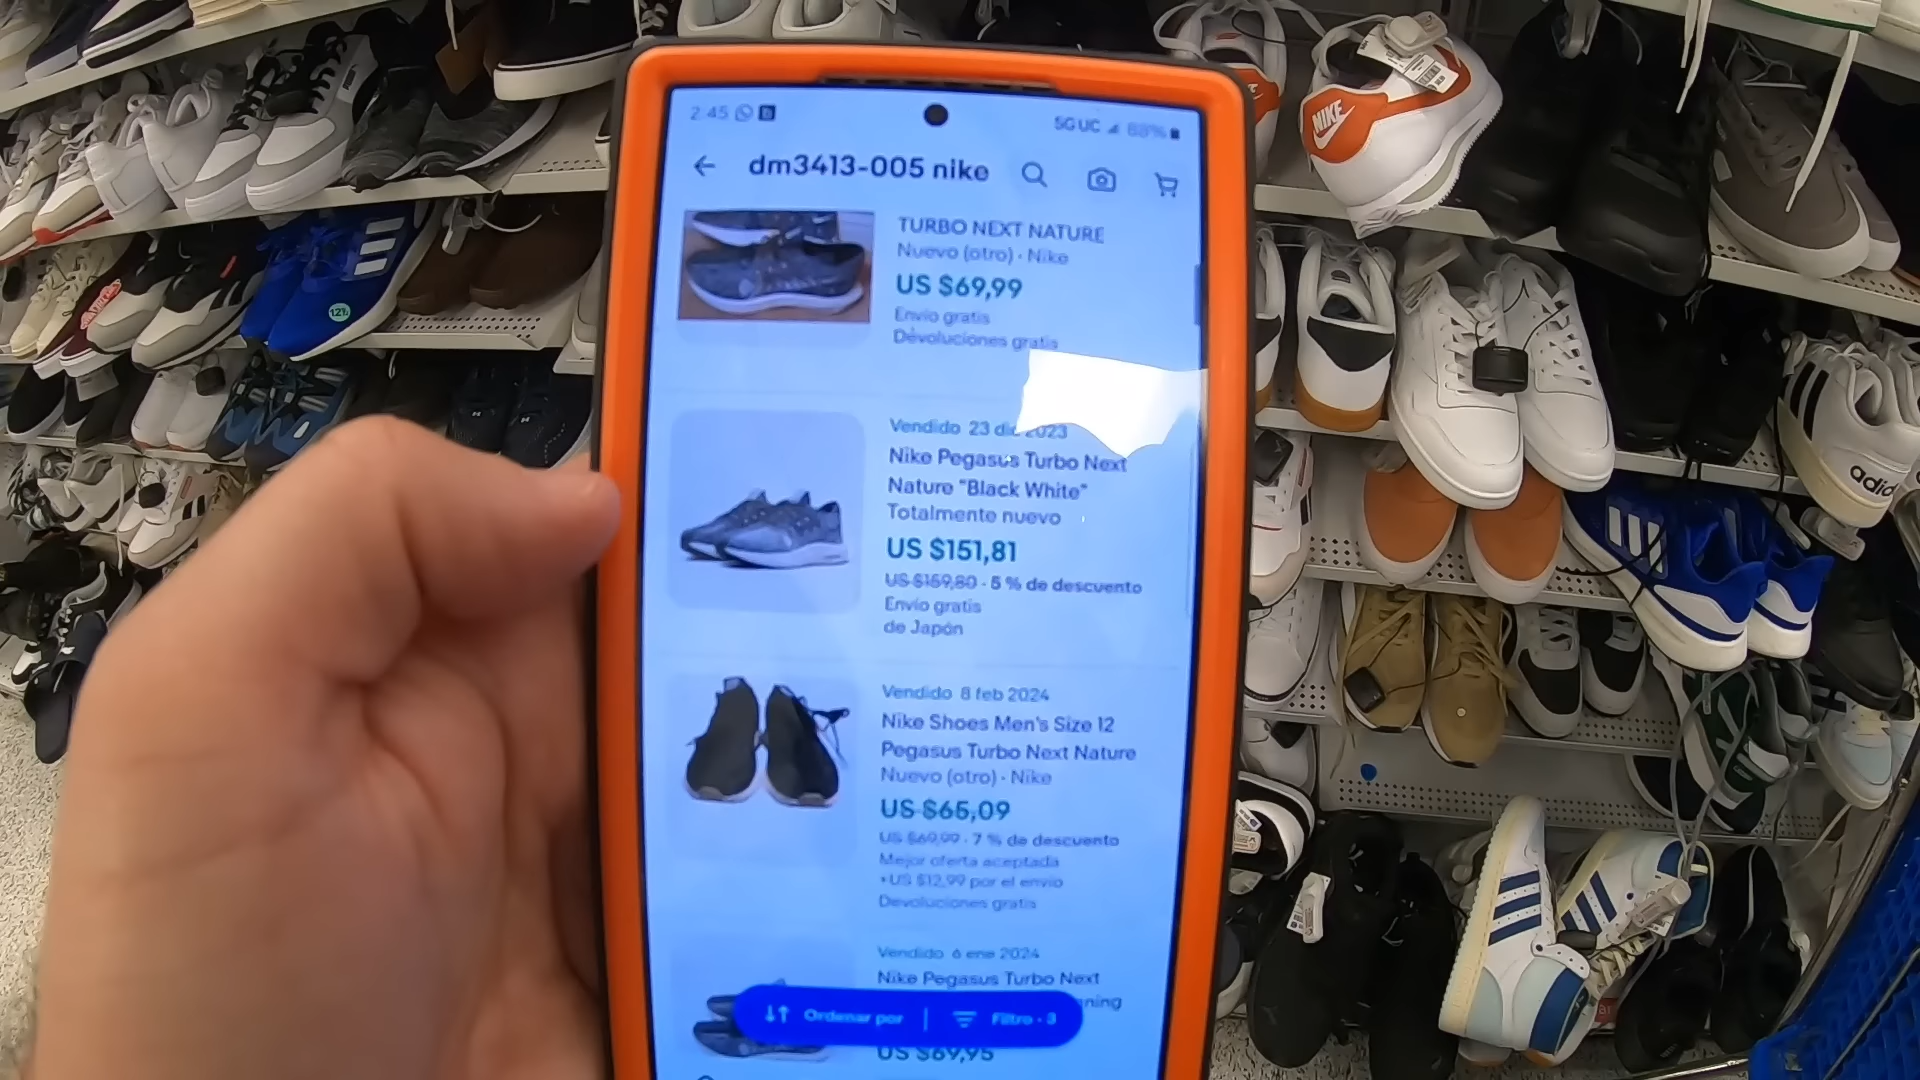 2:45
5G UC 88%
dm3413-005 nike
TURBO NEXT NATURE
Nuevo (otro) · Nike
US $69,99
Envío gratis
Devoluciones gratis
Vendido 23 dic 2023
Nike Pegasus Turbo Next
Nature "Black White"
Totalmente nuevo
US $151,81
US $159,80 · 5 % de descuento
Envío gratis
de Japón
Vendido 8 feb 2024
Nike Shoes Men's Size 12
Pegasus Turbo Next Nature
Nuevo (otro) · Nike
US $65,09
US $69,99 · 7 % de descuento
Mejor oferta aceptada
+US $12,99 por el envío
Devoluciones gratis
Vendido 6 ene 2024
Nike Pegasus Turbo Next
Ordenar por
Filtro · 3
US $69,95
NIKE
12½
adidas